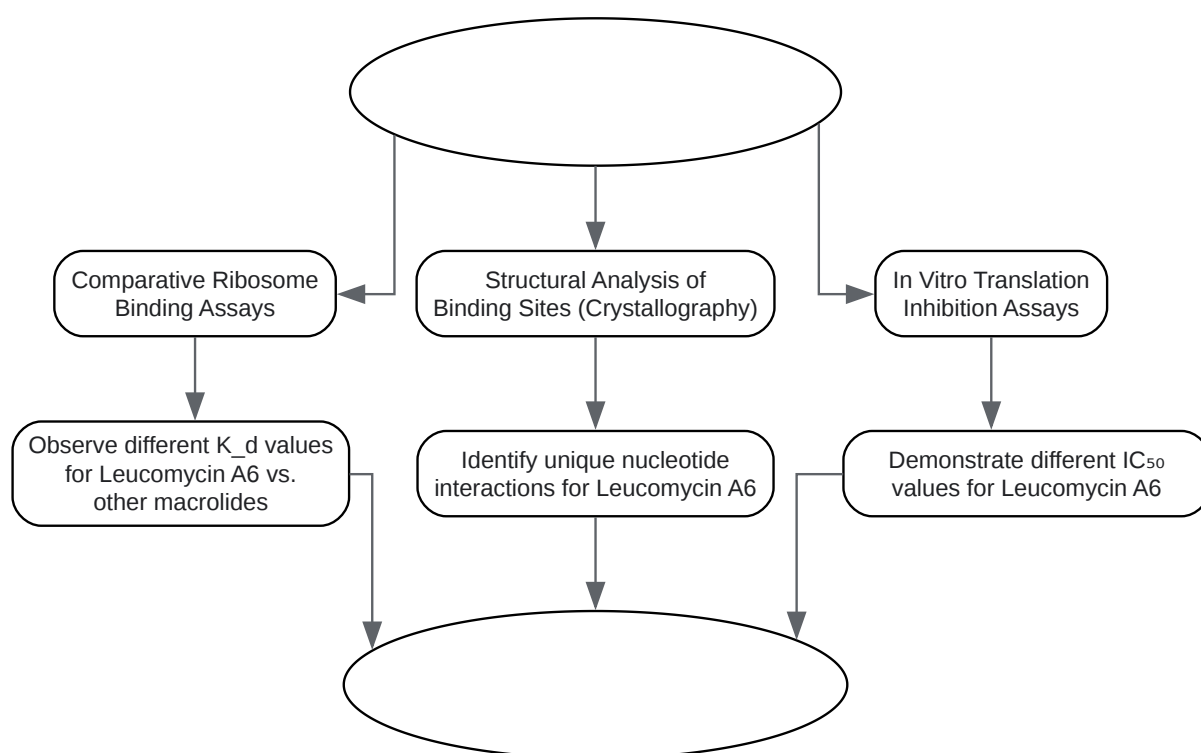 Comparative Ribosome
Binding Assays
Structural Analysis of
Binding Sites (Crystallography)
In Vitro Translation
Inhibition Assays
Observe different K_d values
for Leucomycin A6 vs.
other macrolides
Identify unique nucleotide
interactions for Leucomycin A6
Demonstrate different IC₅₀
values for Leucomycin A6